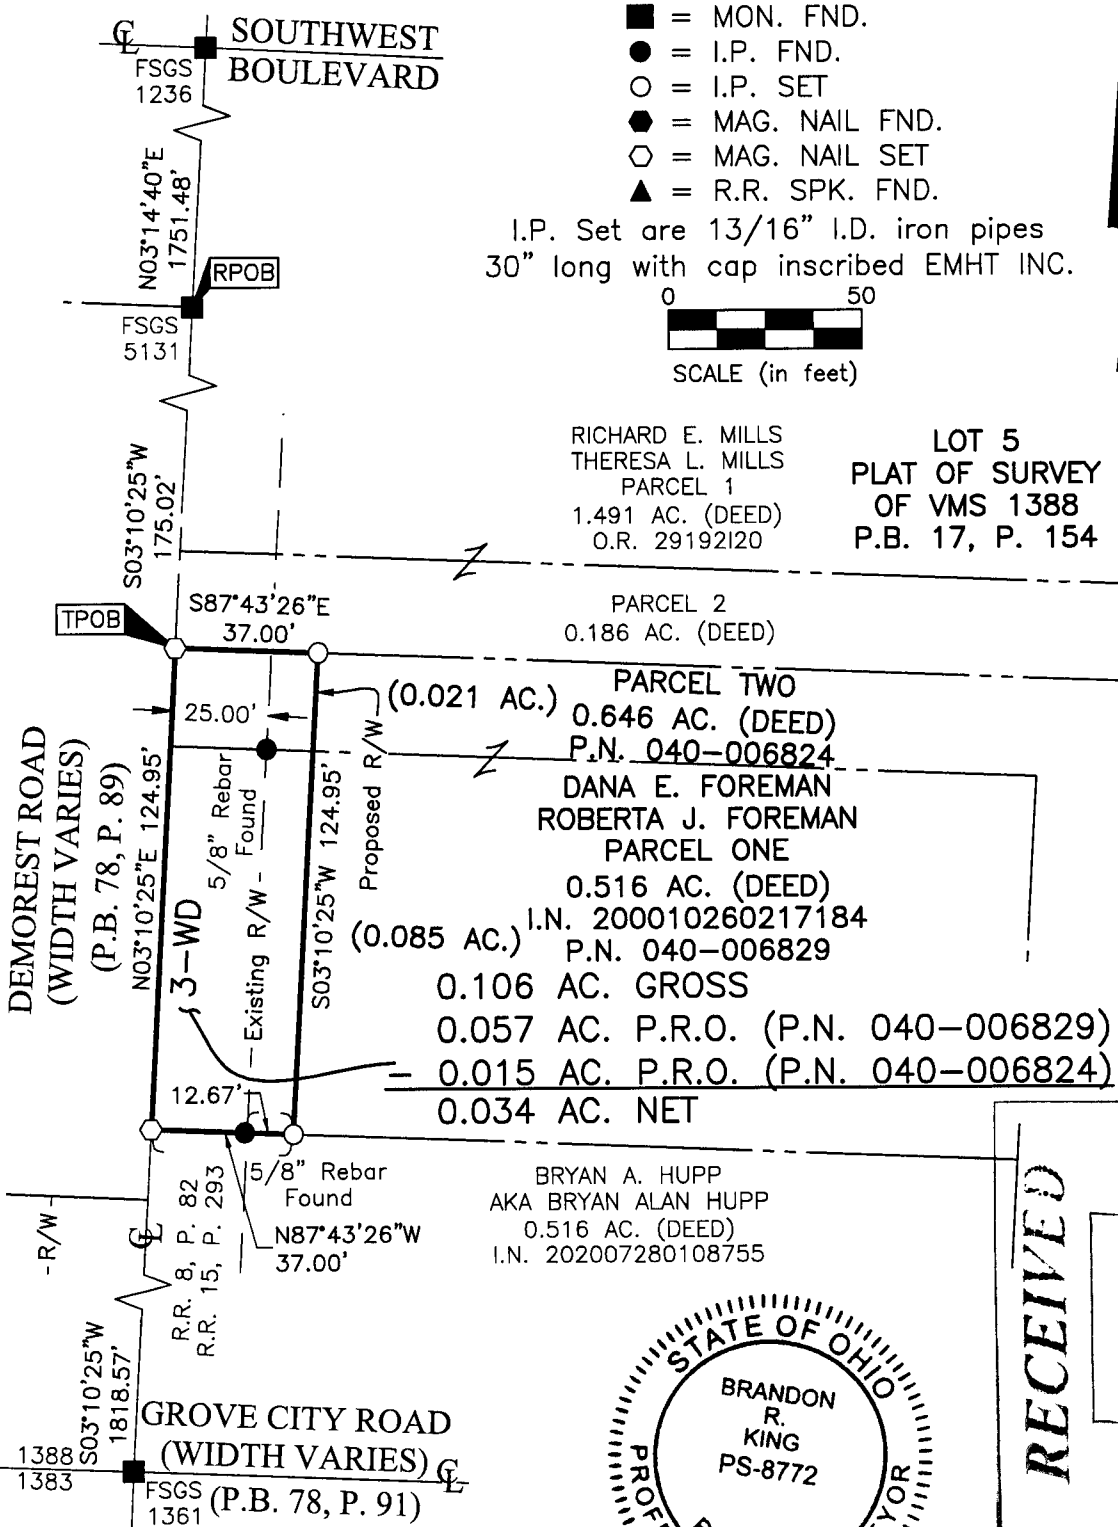 SOUTHWEST
BOULEVARD
FSGS
1236
■ = MON. FND.
● = I.P. FND.
○ = I.P. SET
⬢ = MAG. NAIL FND.
⬡ = MAG. NAIL SET
▲ = R.R. SPK. FND.
I.P. Set are 13/16" I.D. iron pipes
30" long with cap inscribed EMHT INC.
0 50
SCALE (in feet)
N03°14'40"E
1751.48'
RPOB
FSGS
5131
S03°10'25"W
175.02'
RICHARD E. MILLS
THERESA L. MILLS
PARCEL 1
1.491 AC. (DEED)
O.R. 29192I20
LOT 5
PLAT OF SURVEY
OF VMS 1388
P.B. 17, P. 154
TPOB
S87°43'26"E
37.00'
PARCEL 2
0.186 AC. (DEED)
25.00'
(0.021 AC.)
PARCEL TWO
0.646 AC. (DEED)
P.N. 040-006824
DEMOREST ROAD
(WIDTH VARIES)
(P.B. 78, P. 89)
N03°10'25"E 124.95'
3-WD
5/8" Rebar
Found
Existing R/W
S03°10'25"W 124.95'
Proposed R/W
DANA E. FOREMAN
ROBERTA J. FOREMAN
PARCEL ONE
0.516 AC. (DEED)
I.N. 200010260217184
P.N. 040-006829
(0.085 AC.)
0.106 AC. GROSS
0.057 AC. P.R.O. (P.N. 040-006829)
- 0.015 AC. P.R.O. (P.N. 040-006824)
0.034 AC. NET
12.67'
5/8" Rebar
Found
N87°43'26"W
37.00'
BRYAN A. HUPP
AKA BRYAN ALAN HUPP
0.516 AC. (DEED)
I.N. 202007280108755
R/W
R.R. 8, P. 82
R.R. 15, P. 293
S03°10'25"W
1818.57'
GROVE CITY ROAD
(WIDTH VARIES)
(P.B. 78, P. 91)
1388
1383
FSGS
1361
STATE OF OHIO
BRANDON
R.
KING
PS-8772
RECEIVED